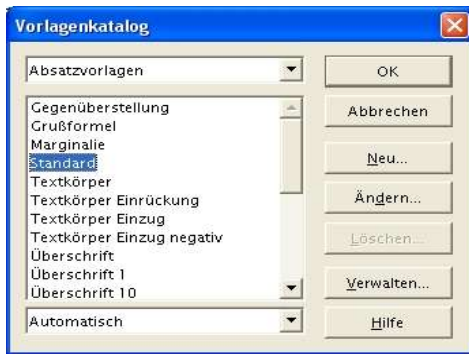 Vorlagenkatalog
Absatzvorlagen
OK
Gegenüberstellung
Grußformel
Marginalie
Standard
Textkörper
Textkörper Einrückung
Textkörper Einzug
Textkörper Einzug negativ
Überschrift
Überschrift 1
Überschrift 10
Abbrechen
Neu...
Ändern...
Löschen...
Verwalten...
Automatisch
Hilfe